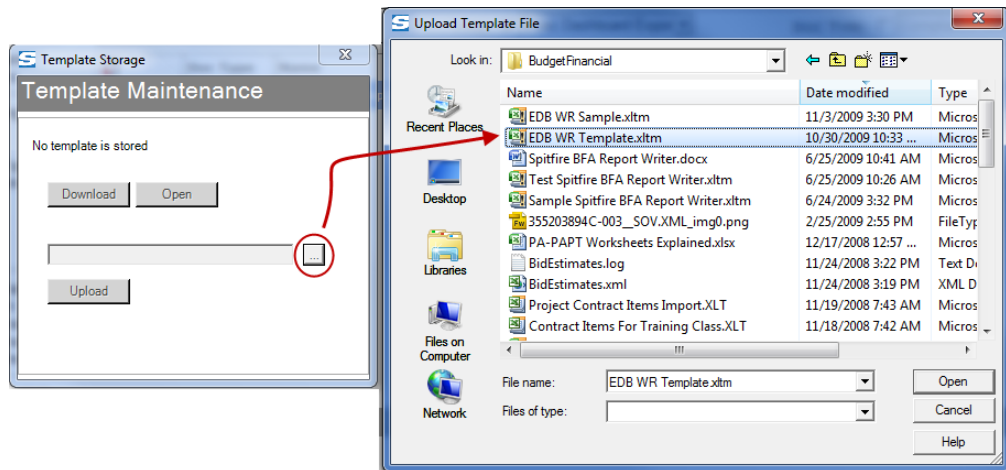 Template Storage
Template Maintenance
No template is stored
Download Open
...
Upload
Upload Template File
Look in: BudgetFinancial
Name Date modified Type
EDB WR Sample.xltm 11/3/2009 3:30 PM Micros
EDB WR Template.xltm 10/30/2009 10:33 ... Micros
Spitfire BFA Report Writer.docx 6/25/2009 10:41 AM Micros
Test Spitfire BFA Report Writer.xltm 6/25/2009 10:26 AM Micros
Sample Spitfire BFA Report Writer.xltm 6/24/2009 3:32 PM Micros
355203894C-003__SOV.XML_img0.png 2/25/2009 2:55 PM FileTyp
PA-PAPT Worksheets Explained.xlsx 12/17/2008 12:57 ... Micros
BidEstimates.log 11/24/2008 3:22 PM Text D
BidEstimates.xml 11/24/2008 3:19 PM XML D
Project Contract Items Import.XLT 11/19/2008 7:43 AM Micros
Contract Items For Training Class.XLT 11/18/2008 7:42 AM Micros
Recent Places
Desktop
Libraries
Files on
Computer
Network
File name: EDB WR Template.xltm Open
Files of type: Cancel
Help